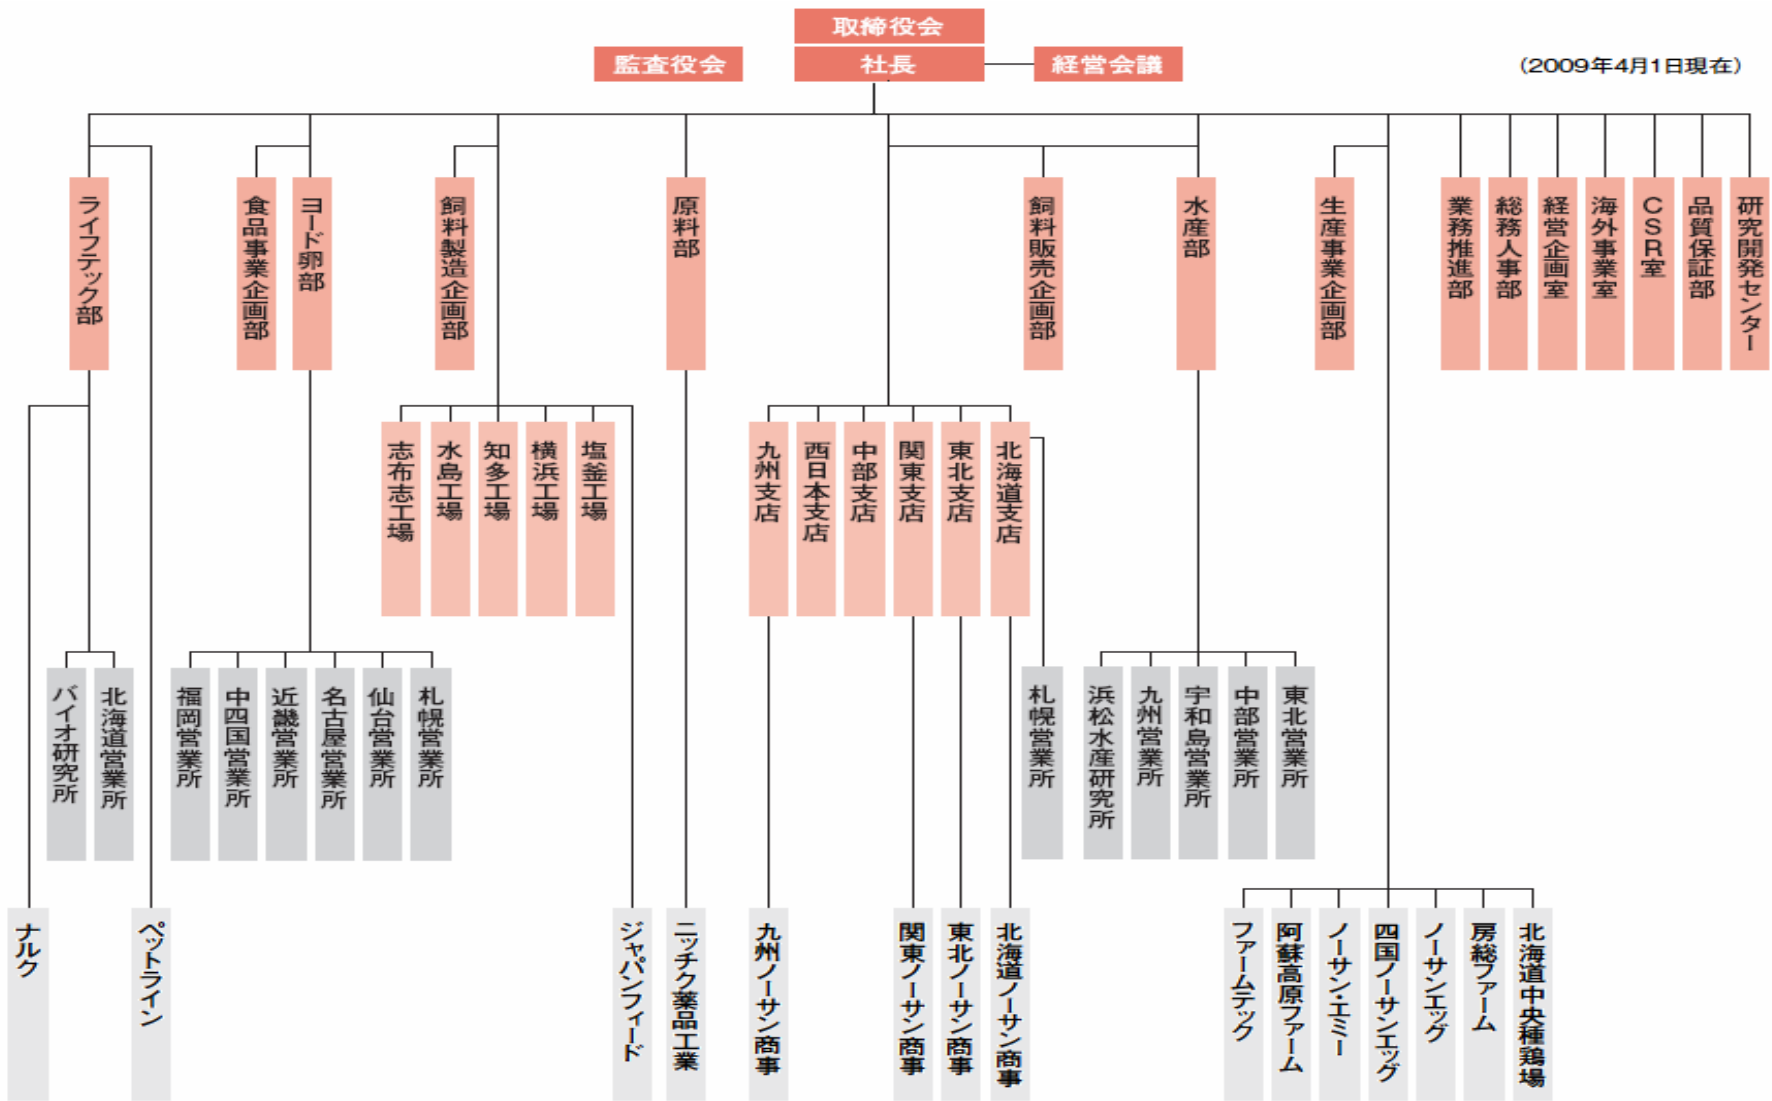 取締役会
監査役会
社長
経営会議
(2009年4月1日現在)
ライフテック部
食品事業企画部
ヨード卵部
飼料製造企画部
原料部
飼料販売企画部
水産部
生産事業企画部
業務推進部
総務人事部
経営企画室
海外事業室
CSR室
品質保証部
研究開発センター
志布志工場
水島工場
知多工場
横浜工場
塩釜工場
九州支店
西日本支店
中部支店
関東支店
東北支店
北海道支店
バイオ研究所
北海道営業所
福岡営業所
中四国営業所
近畿営業所
名古屋営業所
仙台営業所
札幌営業所
札幌営業所
浜松水産研究所
九州営業所
宇和島営業所
中部営業所
東北営業所
ナルク
ペットライン
ジャパンフィード
ニッチク薬品工業
九州ノーサン商事
関東ノーサン商事
東北ノーサン商事
北海道ノーサン商事
ファームテック
阿蘇高原ファーム
ノーサン・エミー
四国ノーサンエッグ
ノーサンエッグ
房総ファーム
北海道中央種鶏場